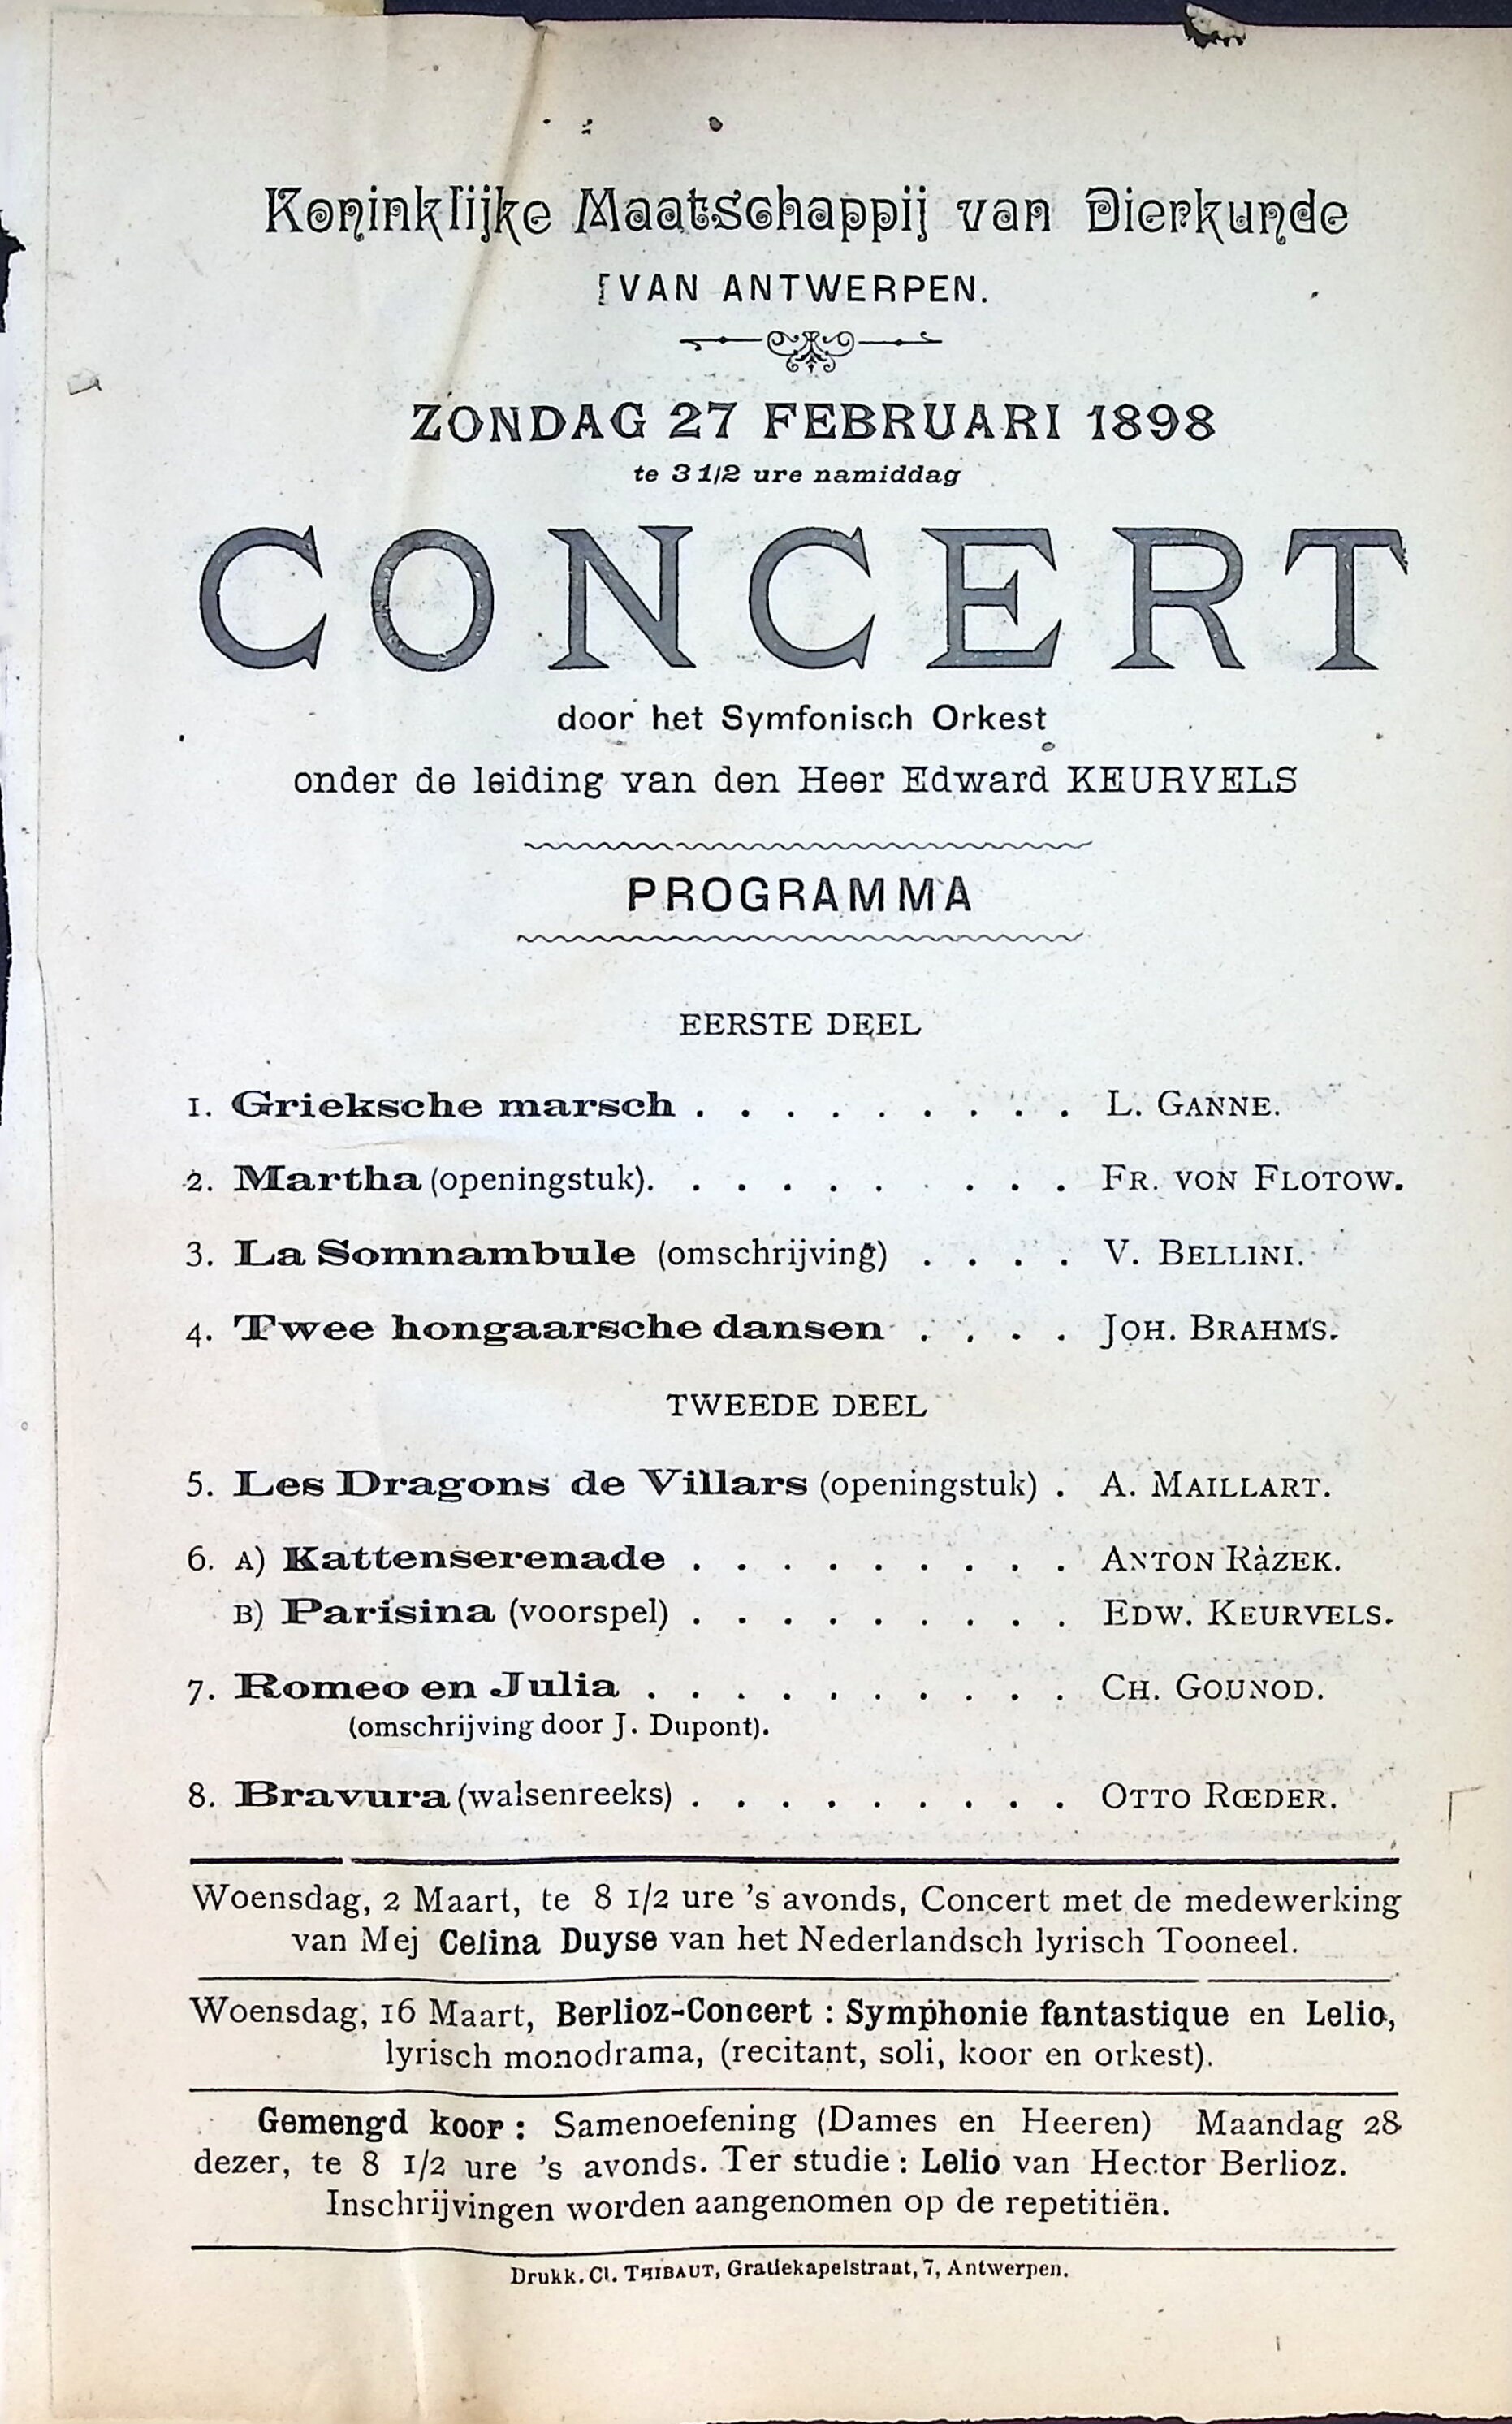 Koninklijke Maatschappij van Dierkunde
VAN ANTWERPEN.
ZONDAG 27 FEBRUARI 1898
te 3 1/2 ure namiddag
CONCERT
door het Symfonisch Orkest
onder de leiding van den Heer Edward KEURVELS
PROGRAMMA
EERSTE DEEL
1. Grieksche marsch . . . . . . . . . L. GANNE.
2. Martha (openingstuk). . . . . . . . . . FR. VON FLOTOW.
3. La Somnambule (omschrijving) . . . . V. BELLINI.
4. Twee hongaarsche dansen . . . . JOH. BRAHMS.
TWEEDE DEEL
5. Les Dragons de Villars (openingstuk) . A. MAILLART.
6. A) Kattenserenade . . . . . . . . . ANTON RàZEK.
B) Parisina (voorspel) . . . . . . . . . EDW. KEURVELS.
7. Romeo en Julia . . . . . . . . . . CH. GOUNOD.
(omschrijving door J. Dupont).
8. Bravura (walsenreeks) . . . . . . . . . OTTO RŒDER.
Woensdag, 2 Maart, te 8 1/2 ure 's avonds, Concert met de medewerking
van Mej Celina Duyse van het Nederlandsch lyrisch Tooneel.
Woensdag, 16 Maart, Berlioz-Concert : Symphonie fantastique en Lelio,
lyrisch monodrama, (recitant, soli, koor en orkest).
Gemengd koor : Samenoefening (Dames en Heeren) Maandag 28
dezer, te 8 1/2 ure 's avonds. Ter studie : Lelio van Hector Berlioz.
Inschrijvingen worden aangenomen op de repetitiën.
Drukk. Cl. THIBAUT, Gratiekapelstraat, 7, Antwerpen.